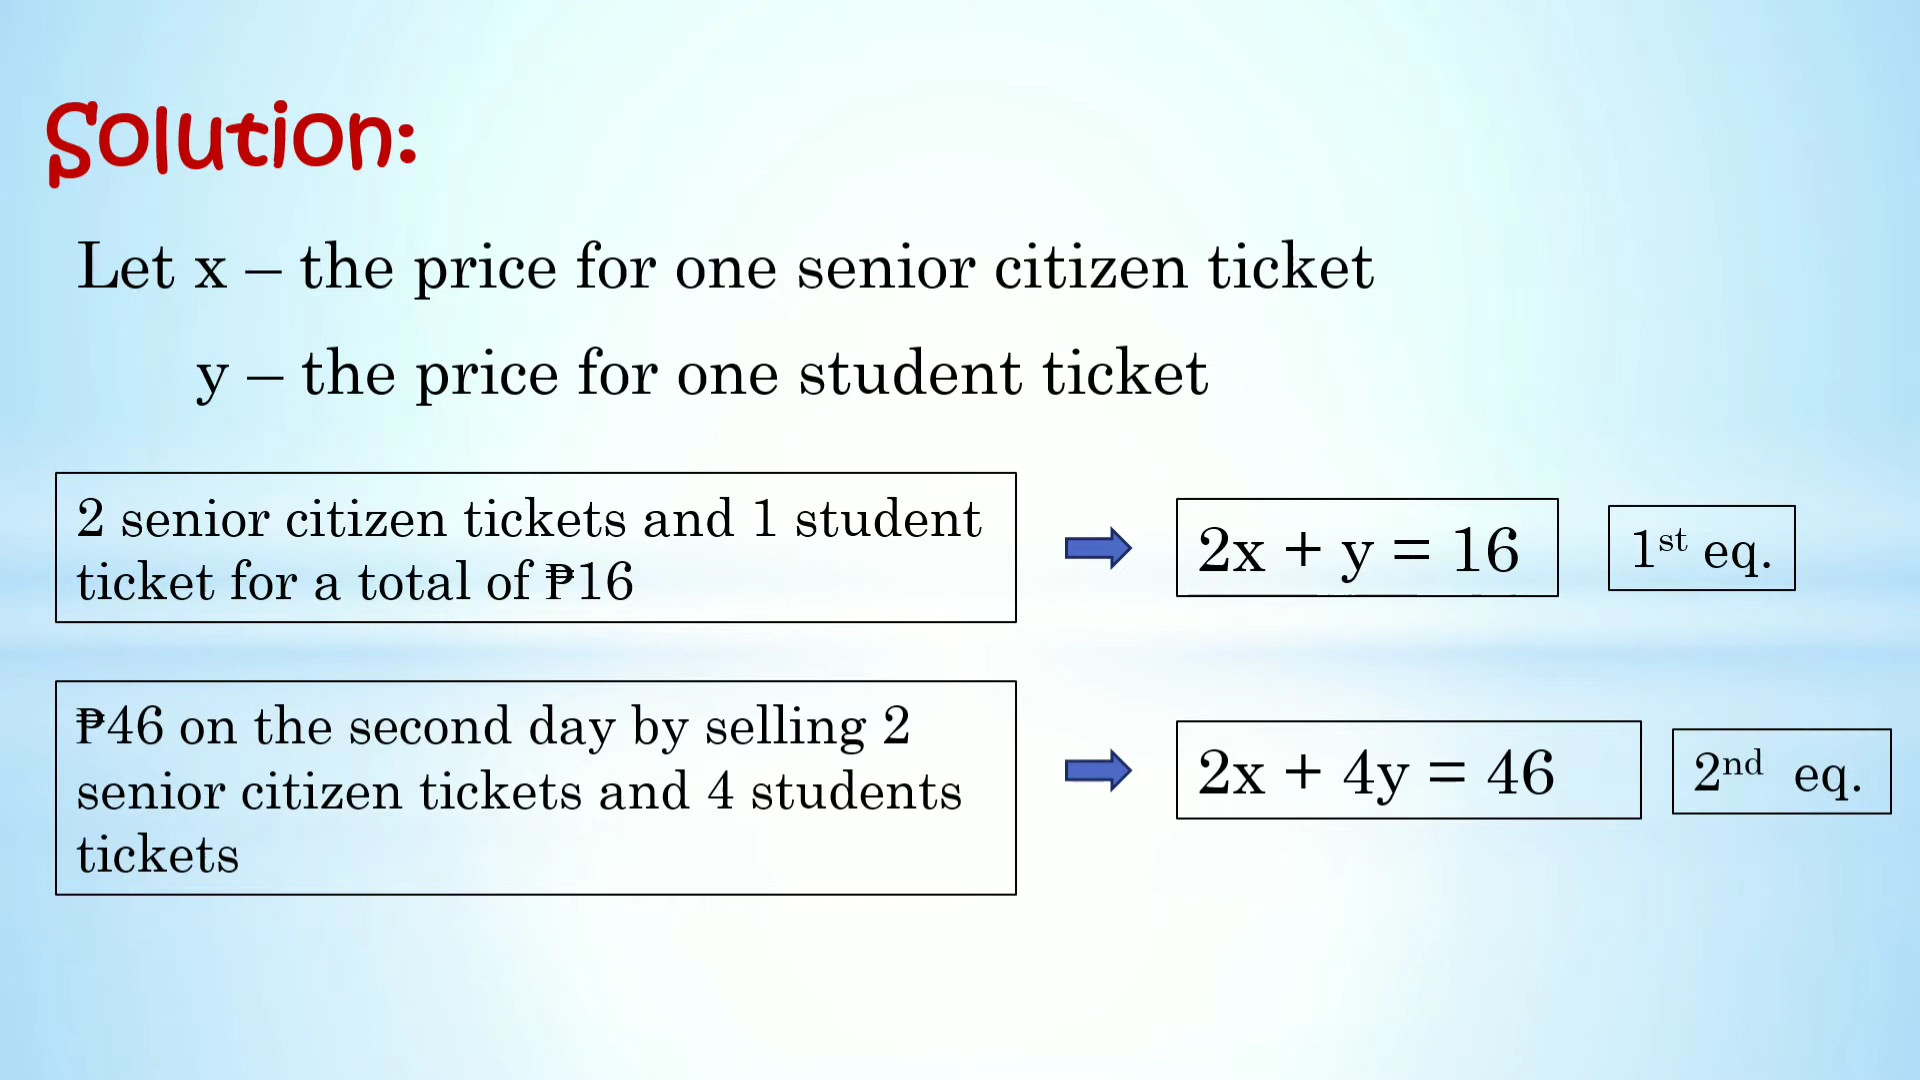 Solution:
Let x – the price for one senior citizen ticket
y – the price for one student ticket
2 senior citizen tickets and 1 student
ticket for a total of ₱16
2x + y = 16
1st eq.
₱46 on the second day by selling 2
senior citizen tickets and 4 students
tickets
2x + 4y = 46
2nd eq.